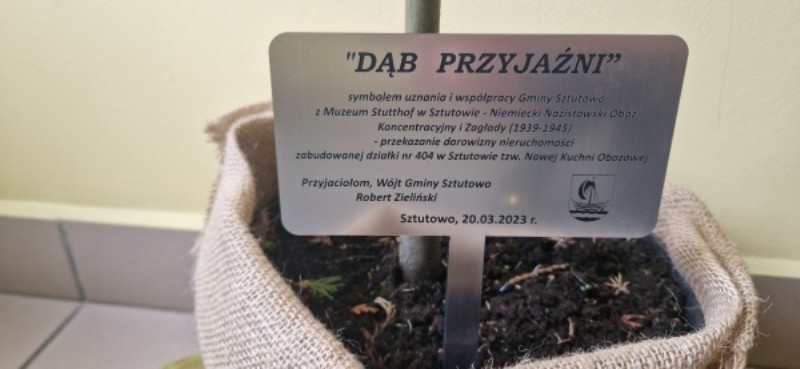 "DĄB PRZYJAŹNI”
symbolem uznania i współpracy Gminy Sztutowo
z Muzeum Stutthof w Sztutowie - Niemiecki Nazistowski Obóz
Koncentracyjny i Zagłady (1939-1945)
- przekazanie darowizny nieruchomości
zabudowanej działki nr 404 w Sztutowie tzw. Nowej Kuchni Obozowej.
Przyjaciołom, Wójt Gminy Sztutowo
Robert Zieliński
Sztutowo, 20.03.2023 r.